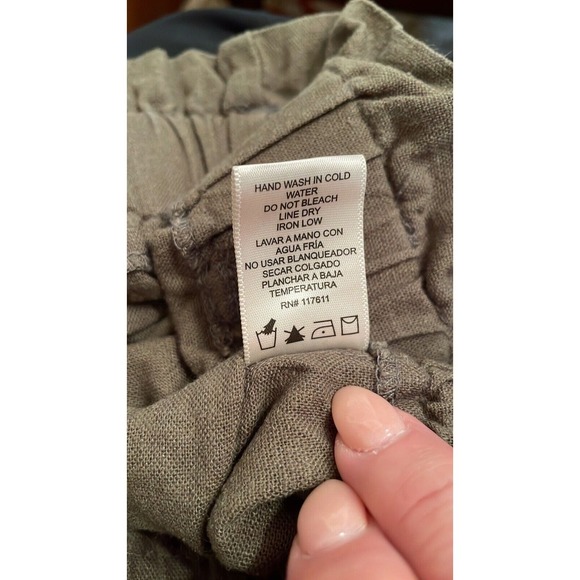 HAND WASH IN COLD
WATER
DO NOT BLEACH
LINE DRY
IRON LOW
LAVAR A MANO CON
AGUA FRÍA
NO USAR BLANQUEADOR
SECAR COLGADO
PLANCHAR A BAJA
TEMPERATURA
RN# 117611